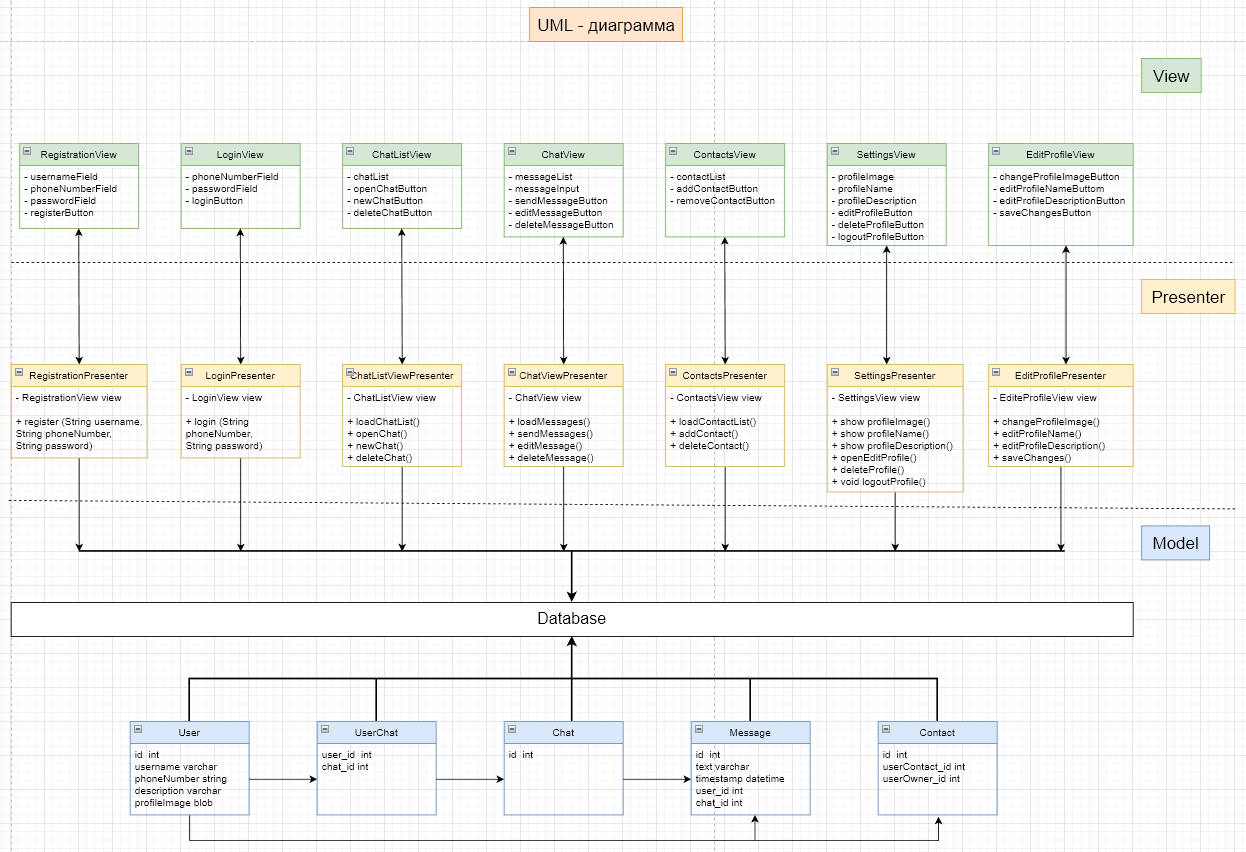 UML - диаграмма
View
RegistrationView
- usernameField
- phoneNumberField
- passwordField
- registerButton
LoginView
- phoneNumberField
- passwordField
- loginButton
ChatListView
- chatList
- openChatButton
- newChatButton
- deleteChatButton
ChatView
- messageList
- messageInput
- sendMessageButton
- editMessageButton
- deleteMessageButton
ContactsView
- contactList
- addContactButton
- removeContactButton
SettingsView
- profileImage
- profileName
- profileDescription
- editProfileButton
- deleteProfileButton
- logoutProfileButton
EditProfileView
- changeProfileImageButton
- editProfileNameButtom
- editProfileDescriptionButton
- saveChangesButton
Presenter
RegistrationPresenter
- RegistrationView view
+ register (String username,
String phoneNumber,
String password)
LoginPresenter
- LoginView view
+ login (String
phoneNumber,
String password)
ChatListViewPresenter
- ChatListView view
+ loadChatList()
+ openChat()
+ newChat()
+ deleteChat()
ChatViewPresenter
- ChatView view
+ loadMessages()
+ sendMessages()
+ editMessage()
+ deleteMessage()
ContactsPresenter
- ContactsView view
+ loadContactList()
+ addContact()
+ deleteContact()
SettingsPresenter
- SettingsView view
+ show profileImage()
+ show profileName()
+ show profileDescription()
+ openEditProfile()
+ deleteProfile()
+ void logoutProfile()
EditProfilePresenter
- EditeProfileView view
+ changeProfileImage()
+ editProfileName()
+ editProfileDescription()
+ saveChanges()
Model
Database
User
id int
username varchar
phoneNumber string
description varchar
profileImage blob
UserChat
user_id int
chat_id int
Chat
id int
Message
id int
text varchar
timestamp datetime
user_id int
chat_id int
Contact
id int
userContact_id int
userOwner_id int